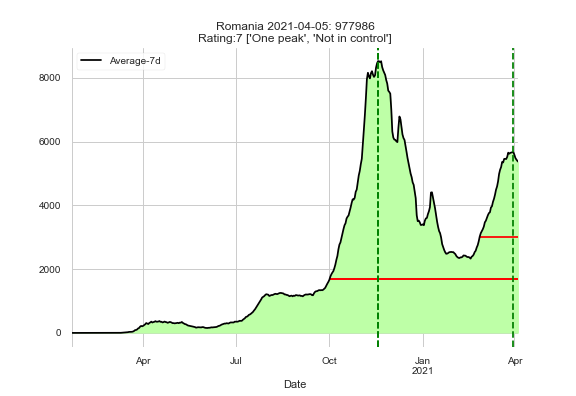 Romania 2021-04-05: 977986
Rating:7 ['One peak', 'Not in control']
Average-7d
8000
6000
4000
2000
0
Apr
Jul
Oct
Jan
2021
Apr
Date